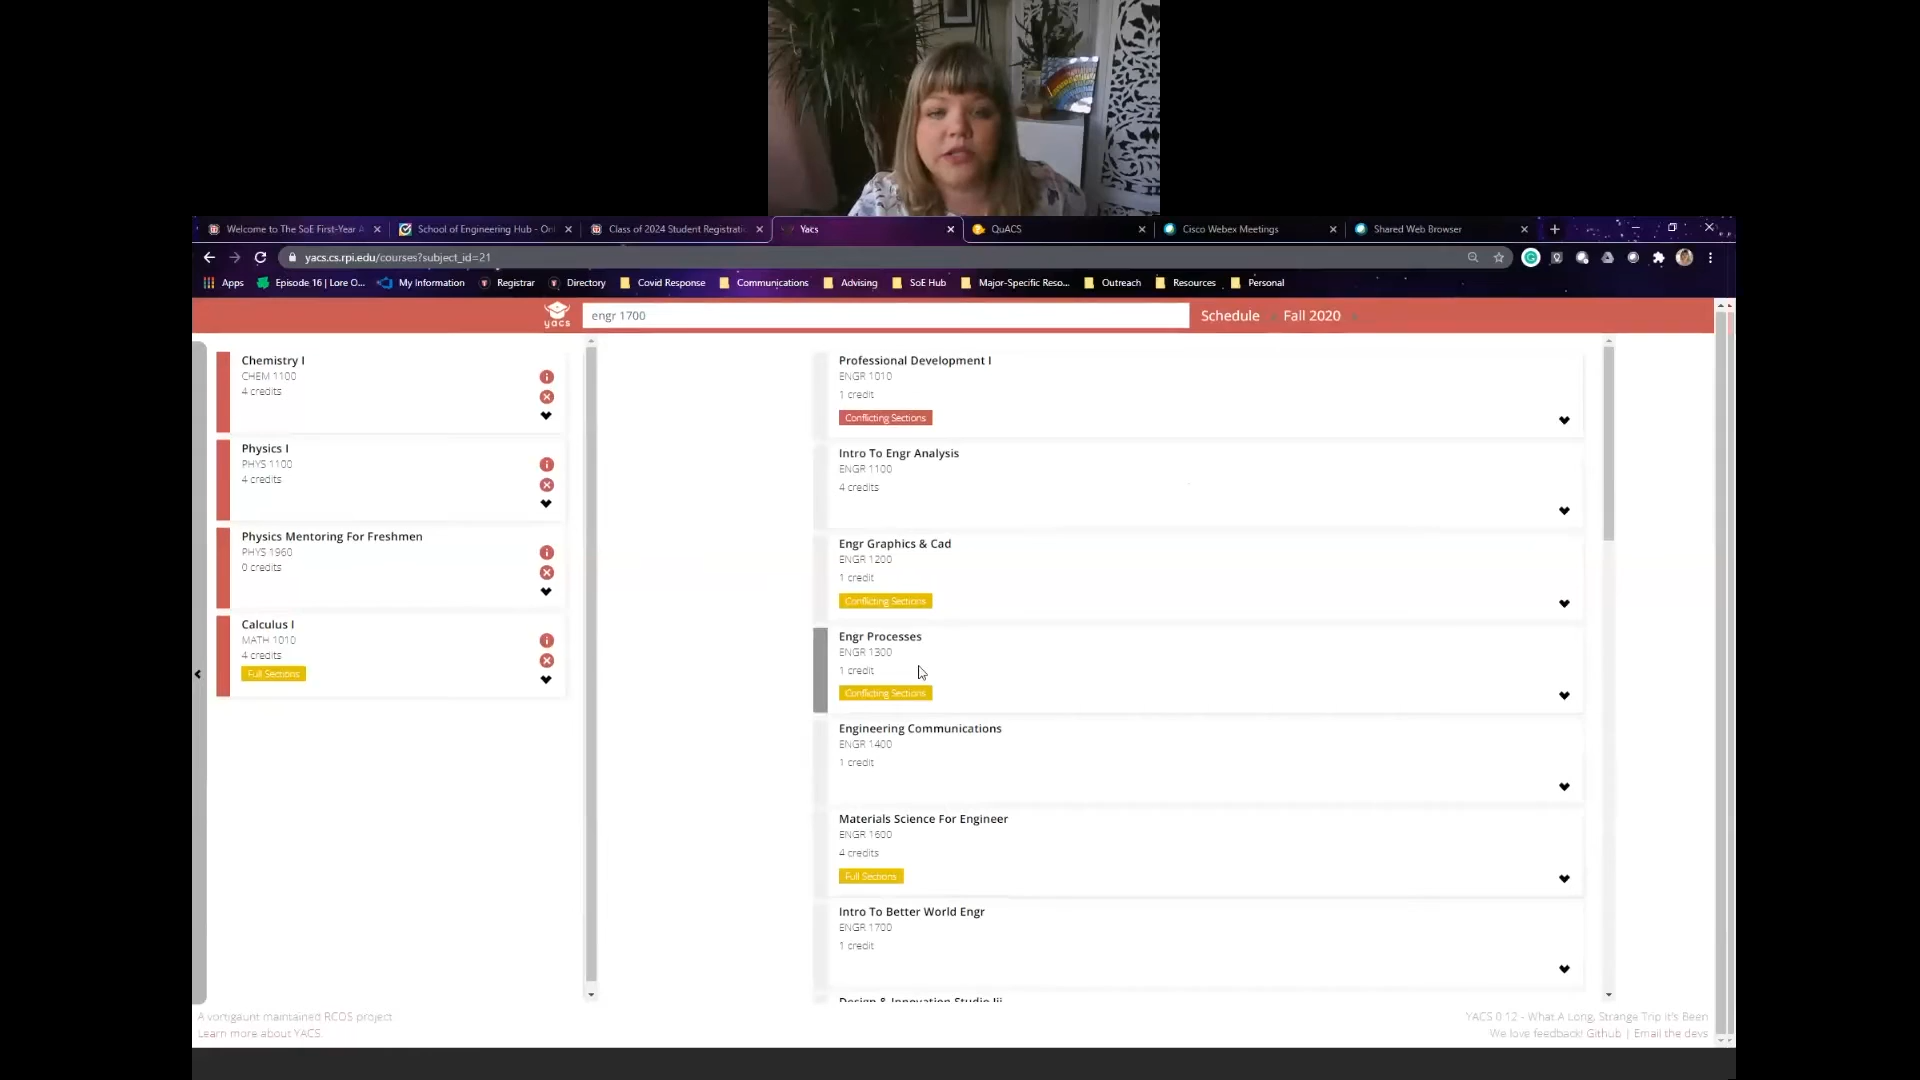 Welcome to The SoE First-Year A
School of Engineering Hub - Onl
Class of 2024 Student Registrati
Yacs
QuACS
Cisco Webex Meetings
Shared Web Browser
yacs.cs.rpi.edu/courses?subject_id=21
Apps
Episode 16 | Lore O...
My Information
Registrar
Directory
Covid Response
Communications
Advising
SoE Hub
Major-Specific Reso...
Outreach
Resources
Personal
yacs
engr 1700
Schedule
Fall 2020
Chemistry I
CHEM 1100
4 credits
Physics I
PHYS 1100
4 credits
Physics Mentoring For Freshmen
PHYS 1960
0 credits
Calculus I
MATH 1010
4 credits
Full Sections
Professional Development I
ENGR 1010
1 credit
Conflicting Sections
Intro To Engr Analysis
ENGR 1100
4 credits
Engr Graphics & Cad
ENGR 1200
1 credit
Conflicting Sections
Engr Processes
ENGR 1300
1 credit
Conflicting Sections
Engineering Communications
ENGR 1400
1 credit
Materials Science For Engineer
ENGR 1600
4 credits
Full Sections
Intro To Better World Engr
ENGR 1700
1 credit
Design & Innovation Studio Iii
A vortigaunt maintained RCOS project
Learn more about YACS.
YACS 0.12 - What A Long, Strange Trip It's Been
We love feedback! Github | Email the devs